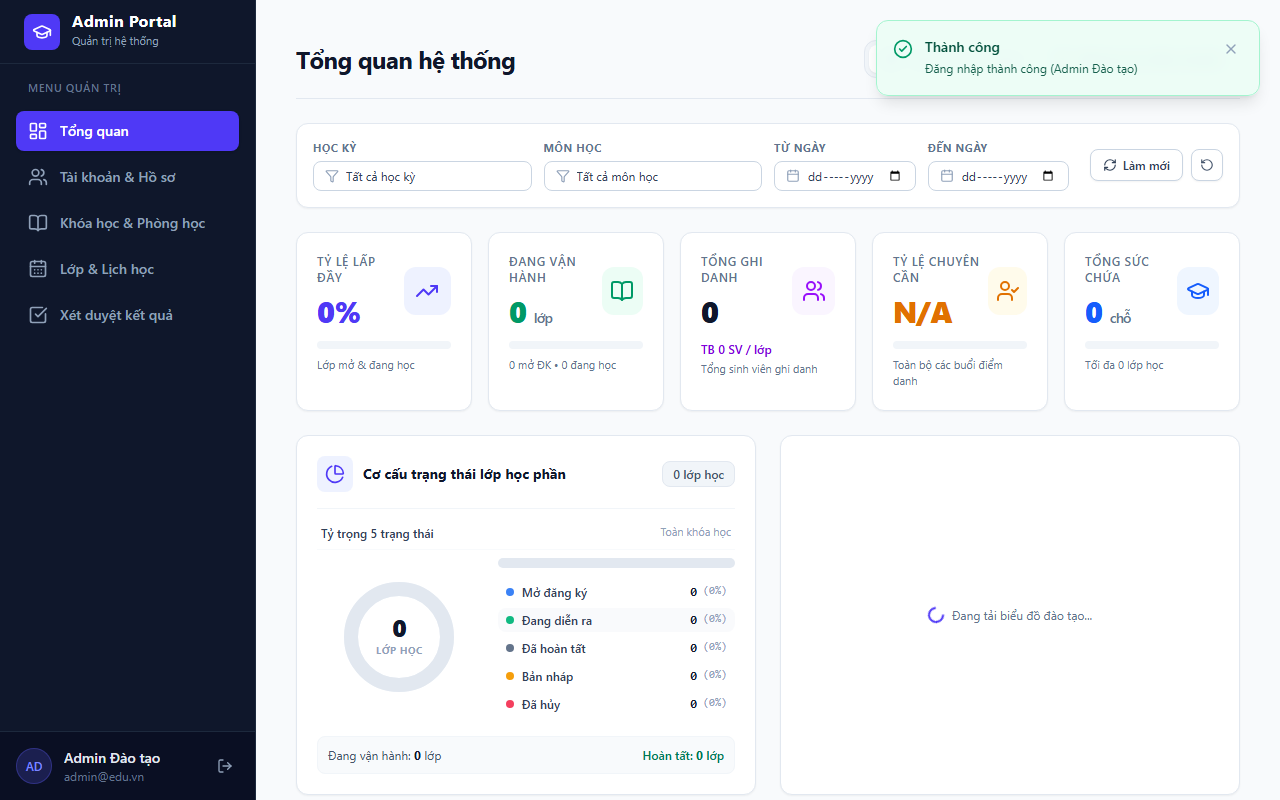 Admin Portal
Quản trị hệ thống
MENU QUẢN TRỊ
Tổng quan
Tài khoản & Hồ sơ
Khóa học & Phòng học
Lớp & Lịch học
Xét duyệt kết quả
AD
Admin Đào tạo
admin@edu.vn
Tổng quan hệ thống
Thành công
Đăng nhập thành công (Admin Đào tạo)
HỌC KỲ
Tất cả học kỳ
MÔN HỌC
Tất cả môn học
TỪ NGÀY
dd-----yyyy
ĐẾN NGÀY
dd-----yyyy
Làm mới
TỶ LỆ LẤP
ĐẦY
0%
Lớp mở & đang học
ĐANG VẬN
HÀNH
0 lớp
0 mở ĐK • 0 đang học
TỔNG GHI
DANH
0
TB 0 SV / lớp
Tổng sinh viên ghi danh
TỶ LỆ CHUYÊN
CẦN
N/A
Toàn bộ các buổi điểm
danh
TỔNG SỨC
CHỨA
0 chỗ
Tối đa 0 lớp học
Cơ cấu trạng thái lớp học phần
0 lớp học
Tỷ trọng 5 trạng thái
Toàn khóa học
0
LỚP HỌC
Mở đăng ký 0 (0%)
Đang diễn ra 0 (0%)
Đã hoàn tất 0 (0%)
Bản nháp 0 (0%)
Đã hủy 0 (0%)
Đang vận hành: 0 lớp
Hoàn tất: 0 lớp
Đang tải biểu đồ đào tạo...